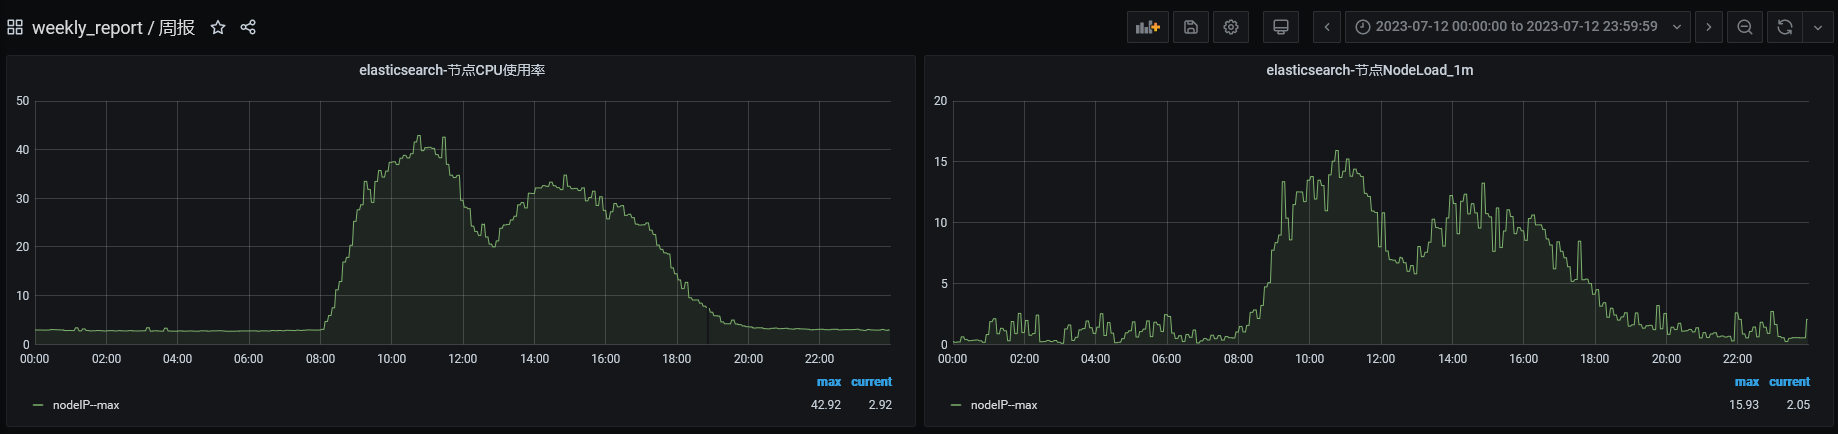 weekly_report / 周报
2023-07-12 00:00:00 to 2023-07-12 23:59:59
elasticsearch-节点CPU使用率
50
40
30
20
10
0
00:00 02:00 04:00 06:00 08:00 10:00 12:00 14:00 16:00 18:00 20:00 22:00
max current
nodeIP--max 42.92 2.92
elasticsearch-节点NodeLoad_1m
20
15
10
5
0
00:00 02:00 04:00 06:00 08:00 10:00 12:00 14:00 16:00 18:00 20:00 22:00
max current
nodeIP--max 15.93 2.05